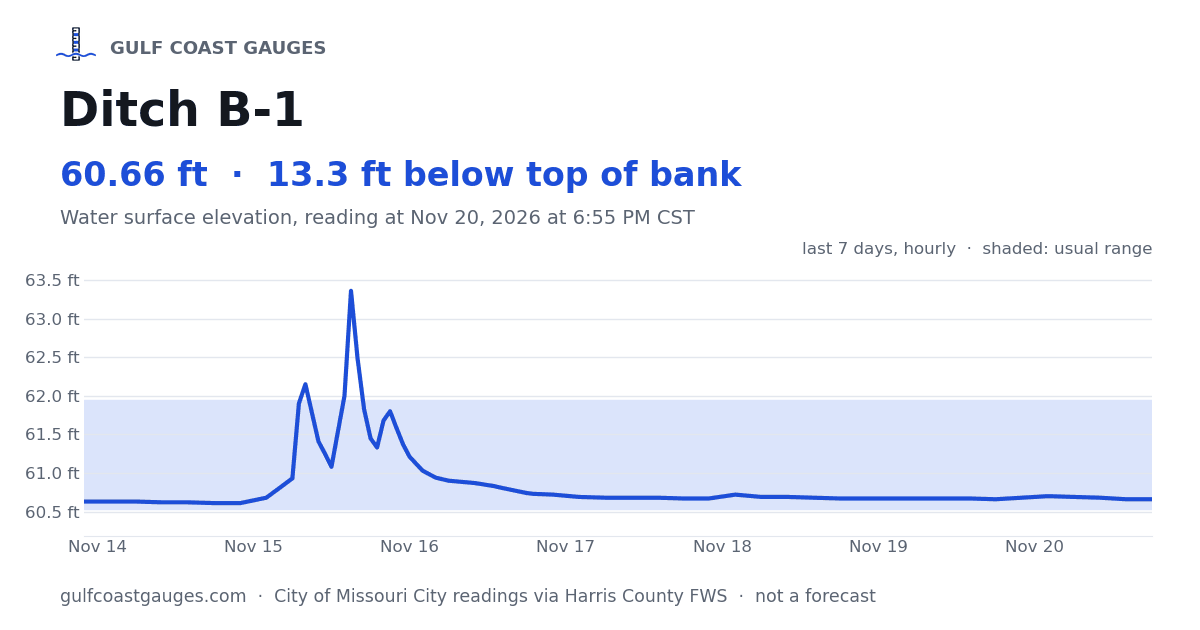 GULF COAST GAUGES
Ditch B-1
60.66 ft · 13.3 ft below top of bank
Water surface elevation, reading at Nov 20, 2026 at 6:55 PM CST
last 7 days, hourly · shaded: usual range
63.5 ft
63.0 ft
62.5 ft
62.0 ft
61.5 ft
61.0 ft
60.5 ft
Nov 14 Nov 15 Nov 16 Nov 17 Nov 18 Nov 19 Nov 20
gulfcoastgauges.com · City of Missouri City readings via Harris County FWS · not a forecast